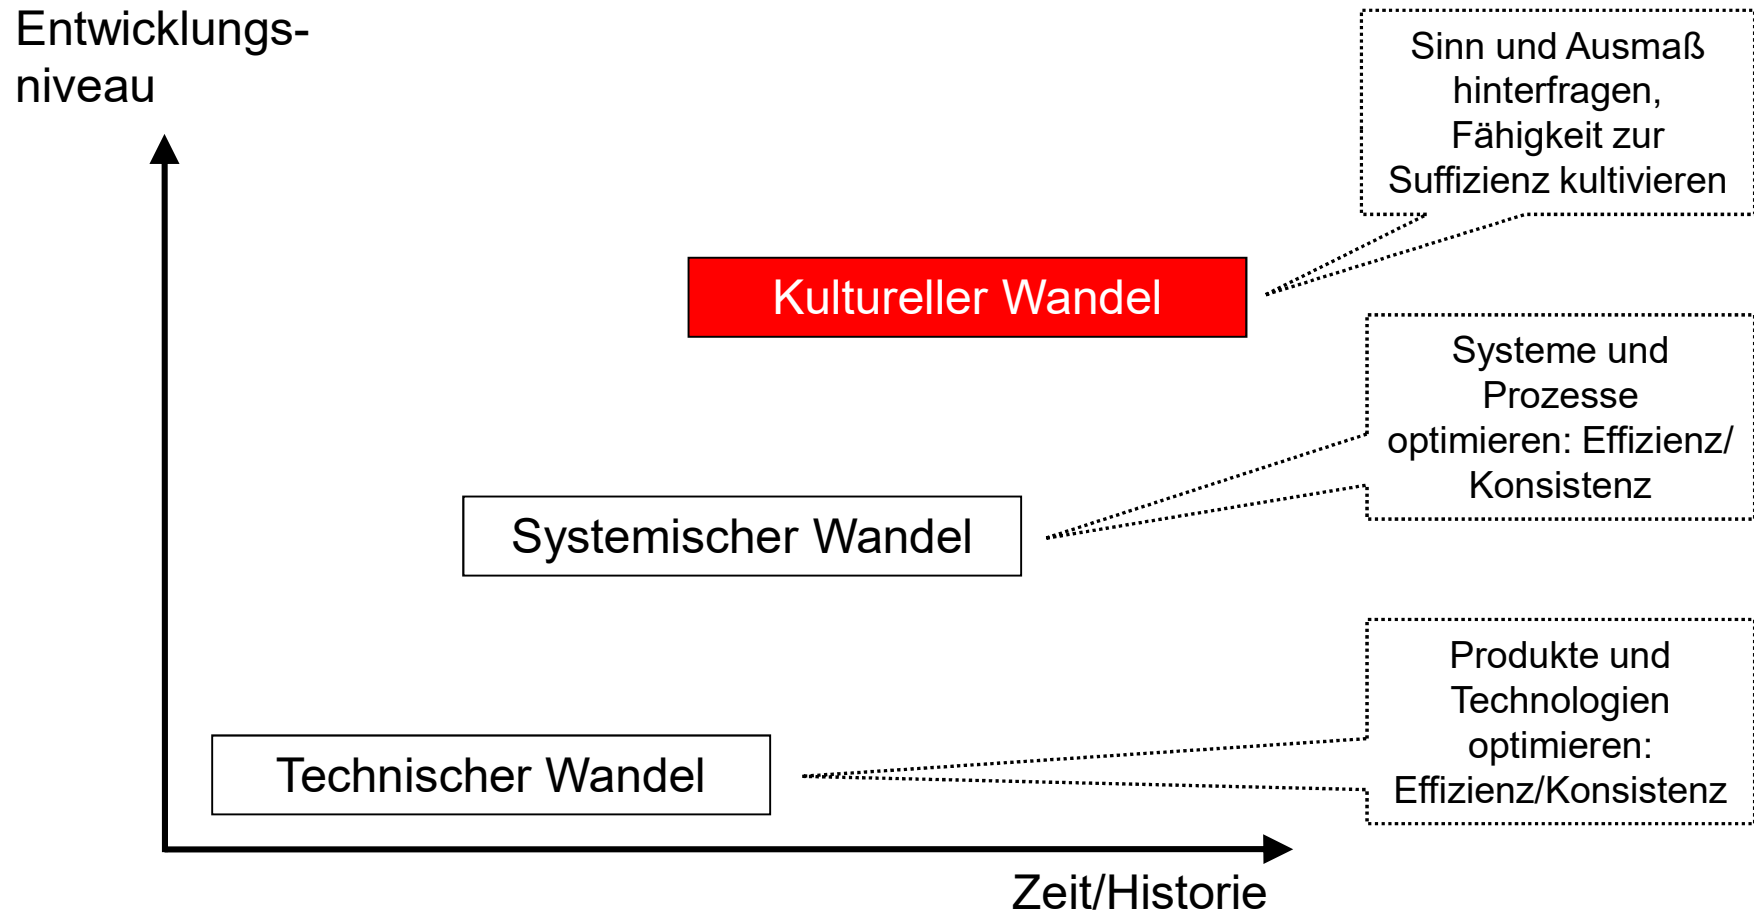 Entwicklungs-
niveau
Sinn und Ausmaß
hinterfragen,
Fähigkeit zur
Suffizienz kultivieren
Kultureller Wandel
Systeme und
Prozesse
optimieren: Effizienz/
Konsistenz
Systemischer Wandel
Produkte und
Technologien
optimieren:
Effizienz/Konsistenz
Technischer Wandel
Zeit/Historie